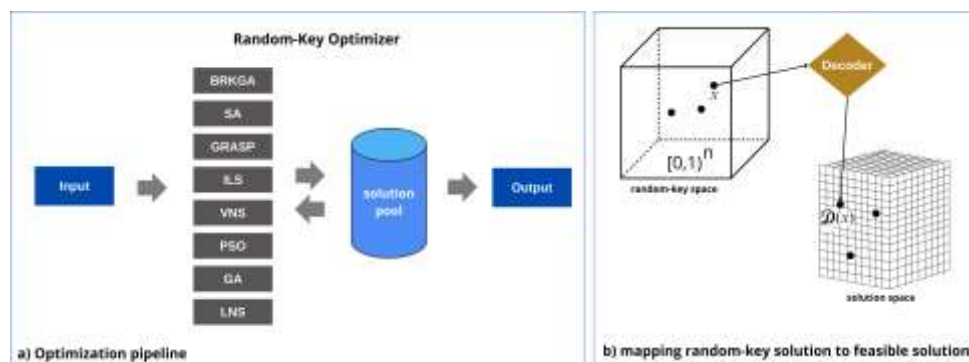 Random-Key Optimizer
BRKGA
SA
GRASP
ILS
VNS
PSO
GA
LNS
Input
solution
pool
Output
a) Optimization pipeline
Decoder
x
[0,1)^n
random-key space
𝒟(x)
solution space
b) mapping random-key solution to feasible solution